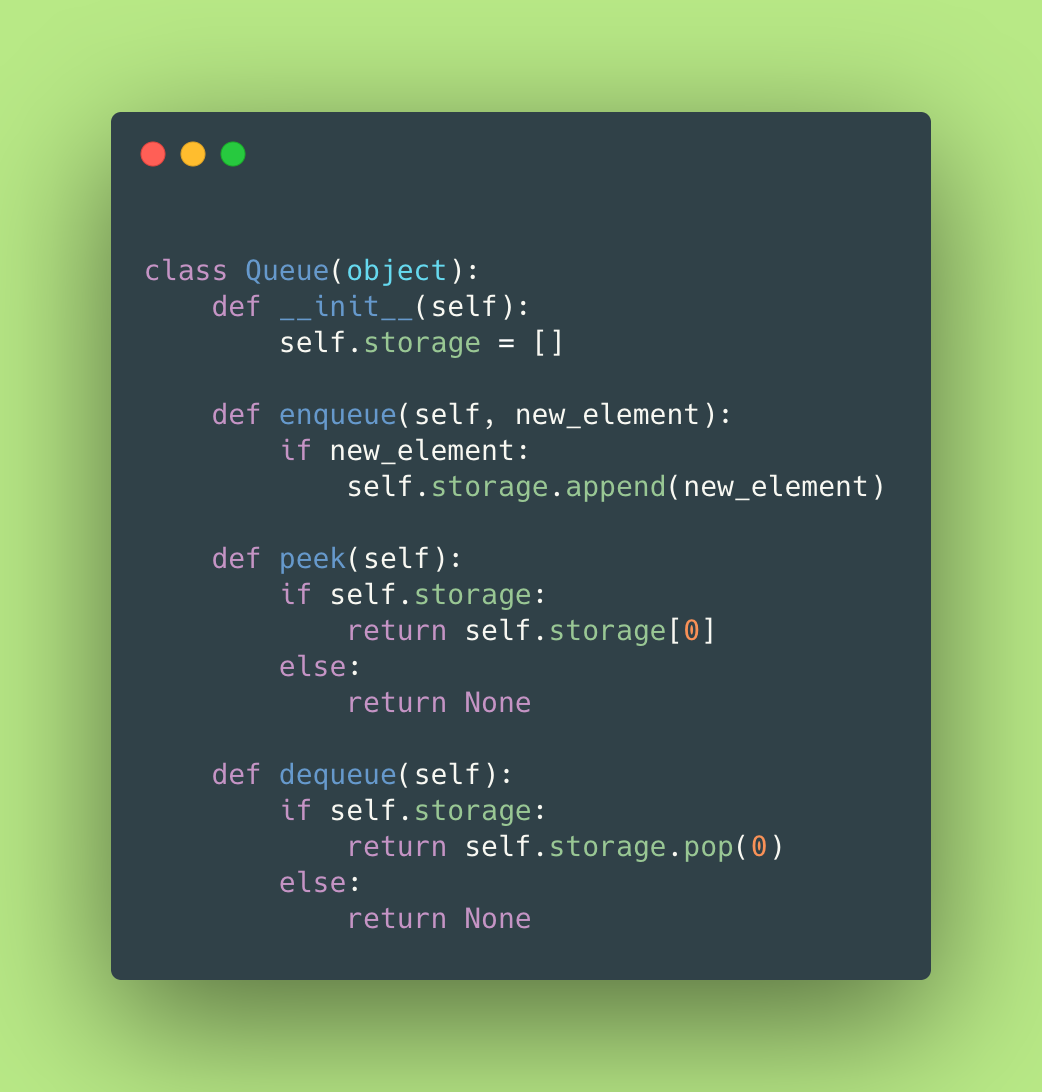 class Queue(object):
    def __init__(self):
        self.storage = []

    def enqueue(self, new_element):
        if new_element:
            self.storage.append(new_element)

    def peek(self):
        if self.storage:
            return self.storage[0]
        else:
            return None

    def dequeue(self):
        if self.storage:
            return self.storage.pop(0)
        else:
            return None